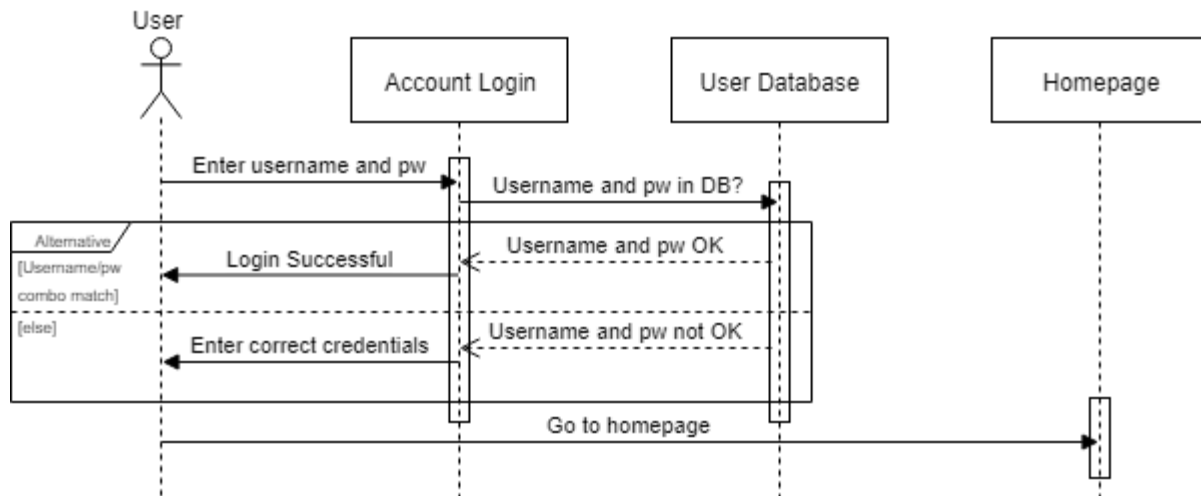 User
Account Login
User Database
Homepage
Enter username and pw
Username and pw in DB?
Alternative
Username and pw OK
[Username/pw
combo match]
Login Successful
[else]
Username and pw not OK
Enter correct credentials
Go to homepage